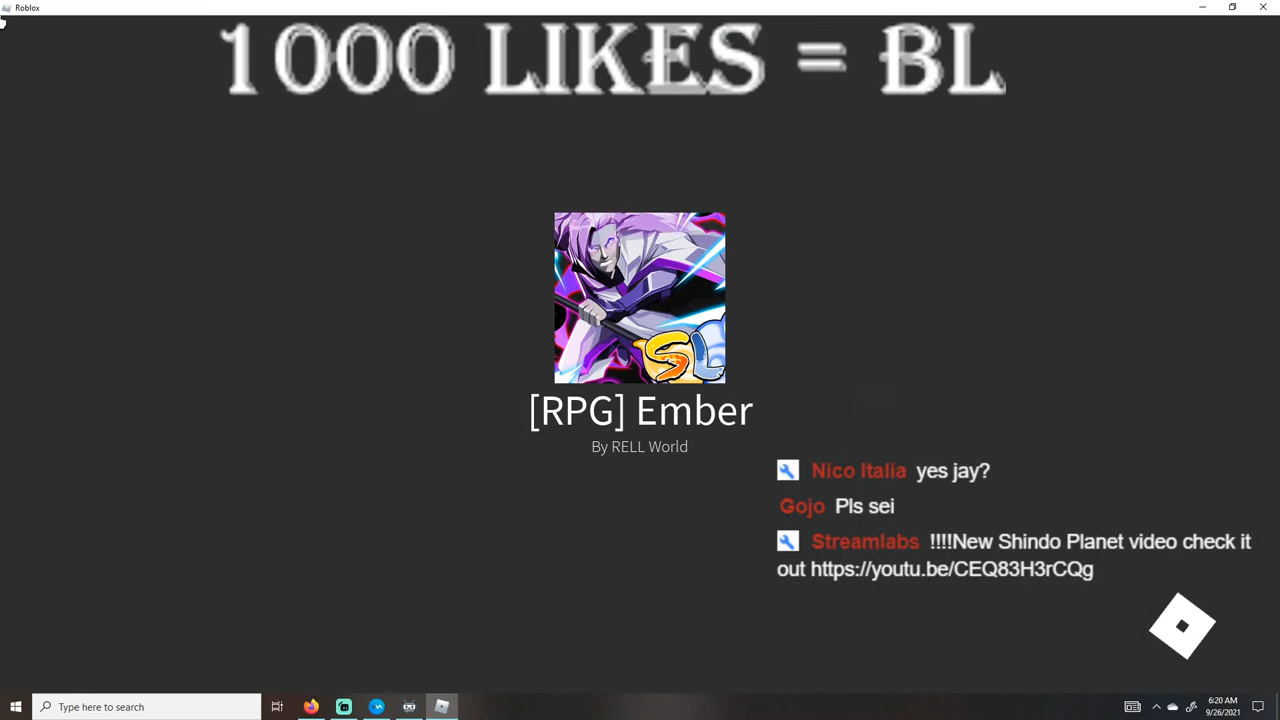 Roblox
1000 LIKES = BL
SL
[RPG] Ember
By RELL World
Nico Italia yes jay?
Gojo Pls sei
Streamlabs !!!!New Shindo Planet video check it
out https://youtu.be/CEQ83H3rCQg
Type here to search
6:20 AM
9/26/2021